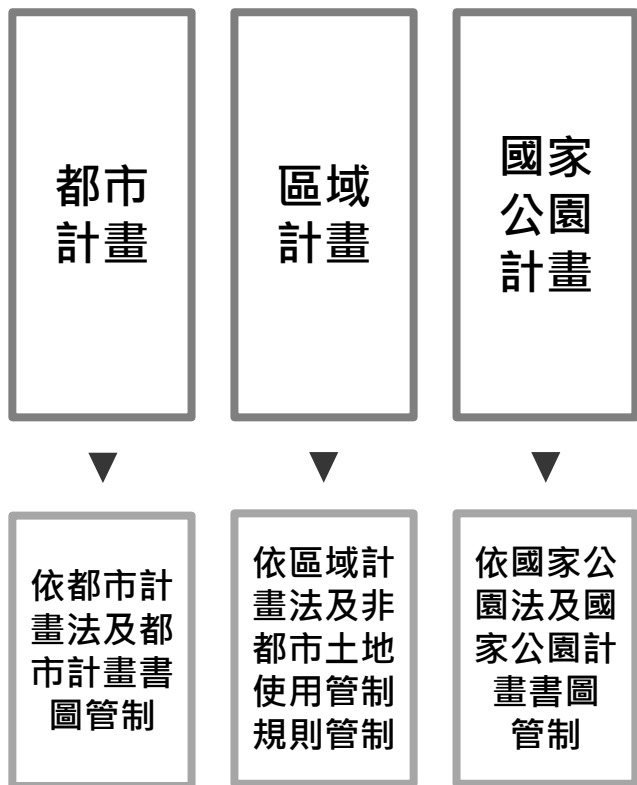 都市
計畫
區域
計畫
國家
公園
計畫
▼
▼
▼
依都市計
畫法及都
市計畫書
圖管制
依區域計
畫法及非
都市土地
使用管制
規則管制
依國家公
園法及國
家公園計
畫書圖
管制